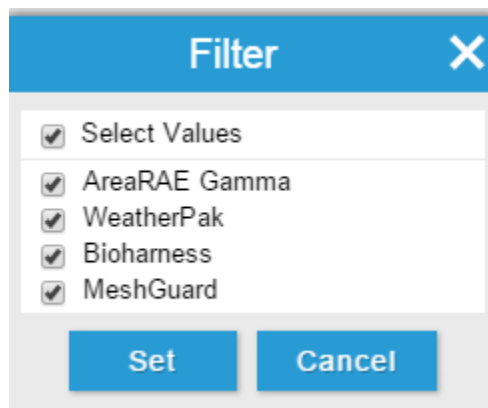 Filter
Select Values
AreaRAE Gamma
WeatherPak
Bioharness
MeshGuard
Set Cancel